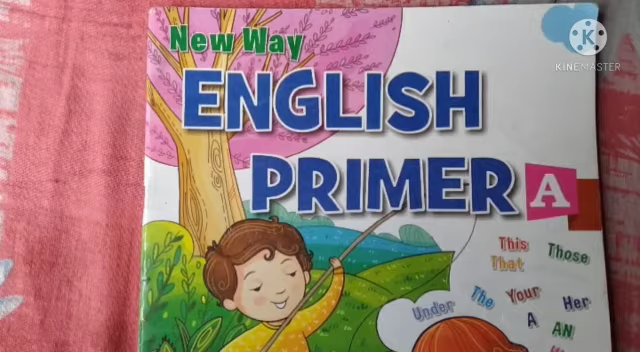 New Way
ENGLISH
PRIMER A
KINEMASTER
This Those
That
Under The Your Her
A AN